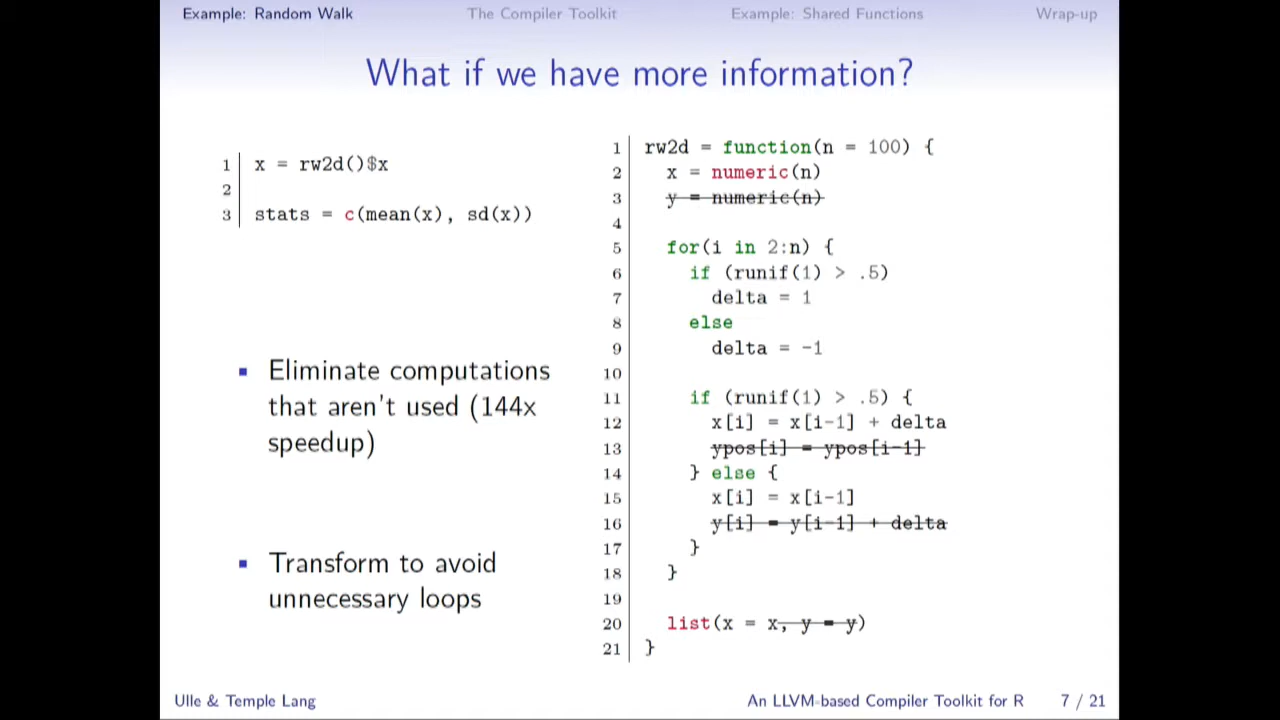 Example: Random Walk The Compiler Toolkit Example: Shared Functions Wrap-up
What if we have more information?
1 x = rw2d()$x
2
3 stats = c(mean(x), sd(x))
Eliminate computations
that aren't used (144x
speedup)
Transform to avoid
unnecessary loops
1 rw2d = function(n = 100) {
2 x = numeric(n)
3 y = numeric(n)
4
5 for(i in 2:n) {
6 if (runif(1) > .5)
7 delta = 1
8 else
9 delta = -1
10
11 if (runif(1) > .5) {
12 x[i] = x[i-1] + delta
13 ypos[i] = ypos[i-1]
14 } else {
15 x[i] = x[i-1]
16 y[i] = y[i-1] + delta
17 }
18 }
19
20 list(x = x, y = y)
21 }
Ulle & Temple Lang An LLVM-based Compiler Toolkit for R 7 / 21